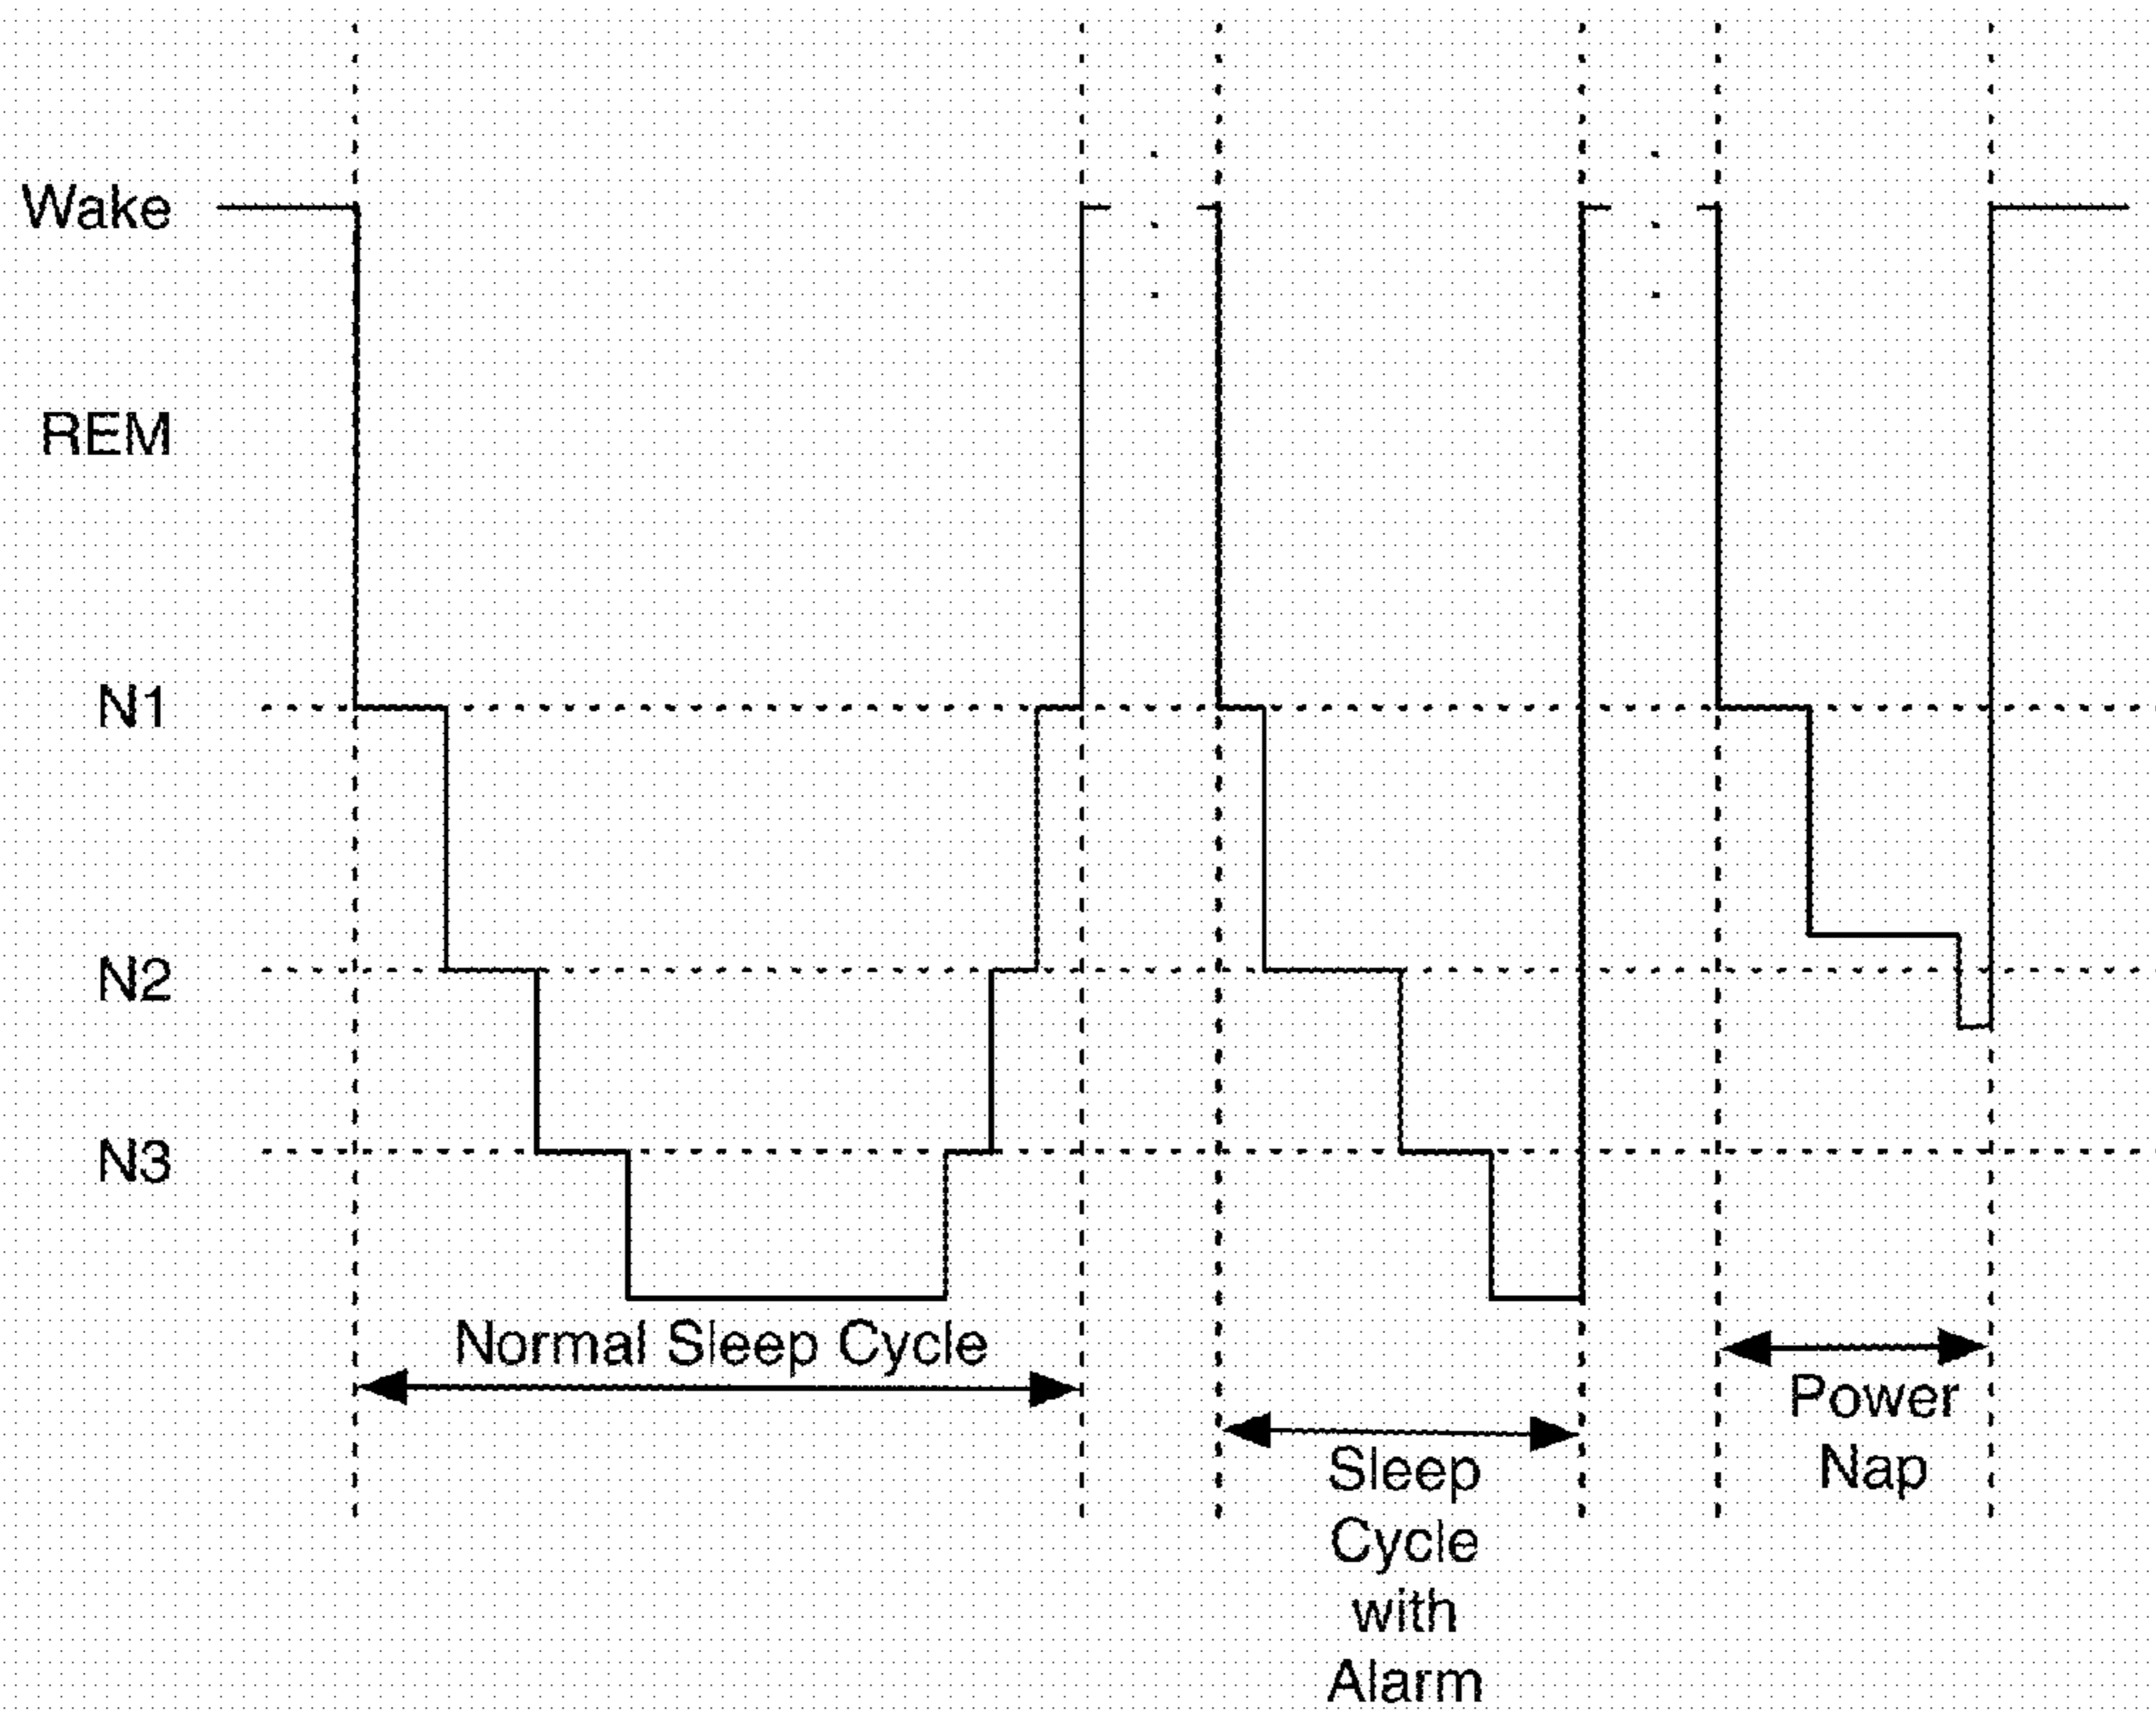 Wake
REM
N1
N2
N3
Normal Sleep Cycle
Sleep
Cycle
with
Alarm
Power
Nap